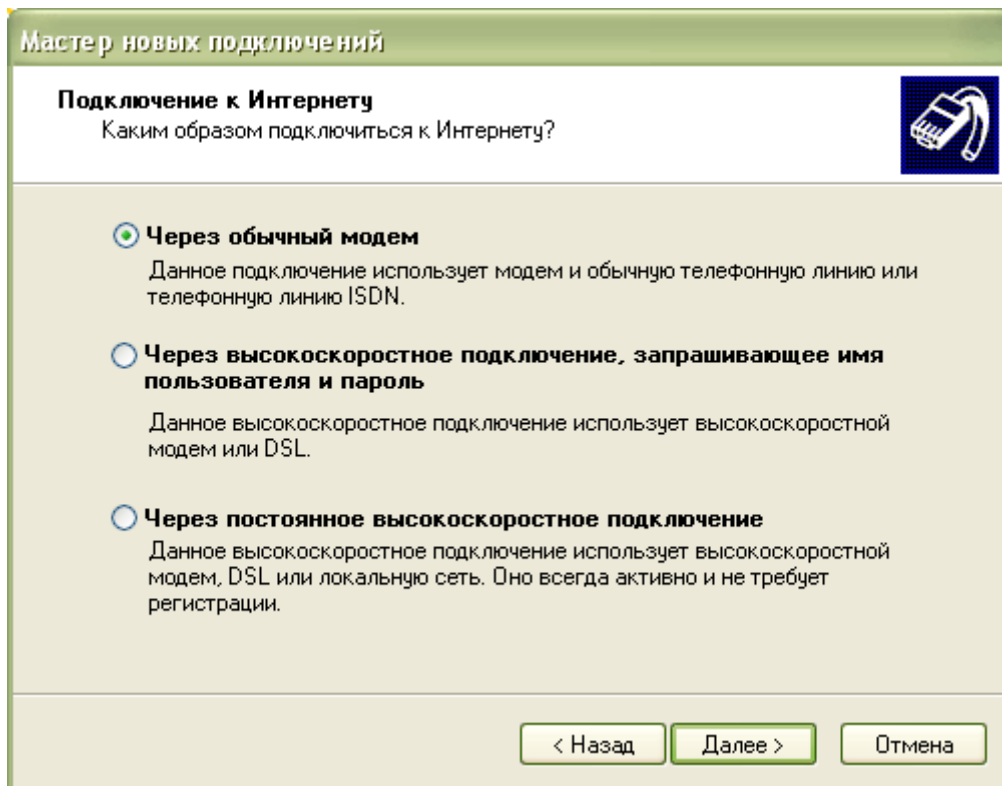 Мастер новых подключений
Подключение к Интернету
Каким образом подключиться к Интернету?
Через обычный модем
Данное подключение использует модем и обычную телефонную линию или
телефонную линию ISDN.
Через высокоскоростное подключение, запрашивающее имя
пользователя и пароль
Данное высокоскоростное подключение использует высокоскоростной
модем или DSL.
Через постоянное высокоскоростное подключение
Данное высокоскоростное подключение использует высокоскоростной
модем, DSL или локальную сеть. Оно всегда активно и не требует
регистрации.
< Назад
Далее >
Отмена